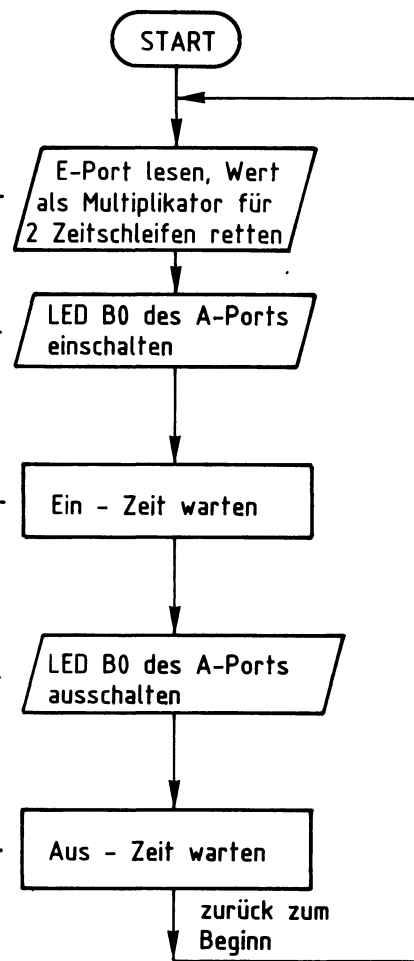 START
E-Port lesen, Wert
als Multiplikator für
2 Zeitschleifen retten
LED B0 des A-Ports
einschalten
Ein - Zeit warten
LED B0 des A-Ports
ausschalten
Aus - Zeit warten
zurück zum
Beginn